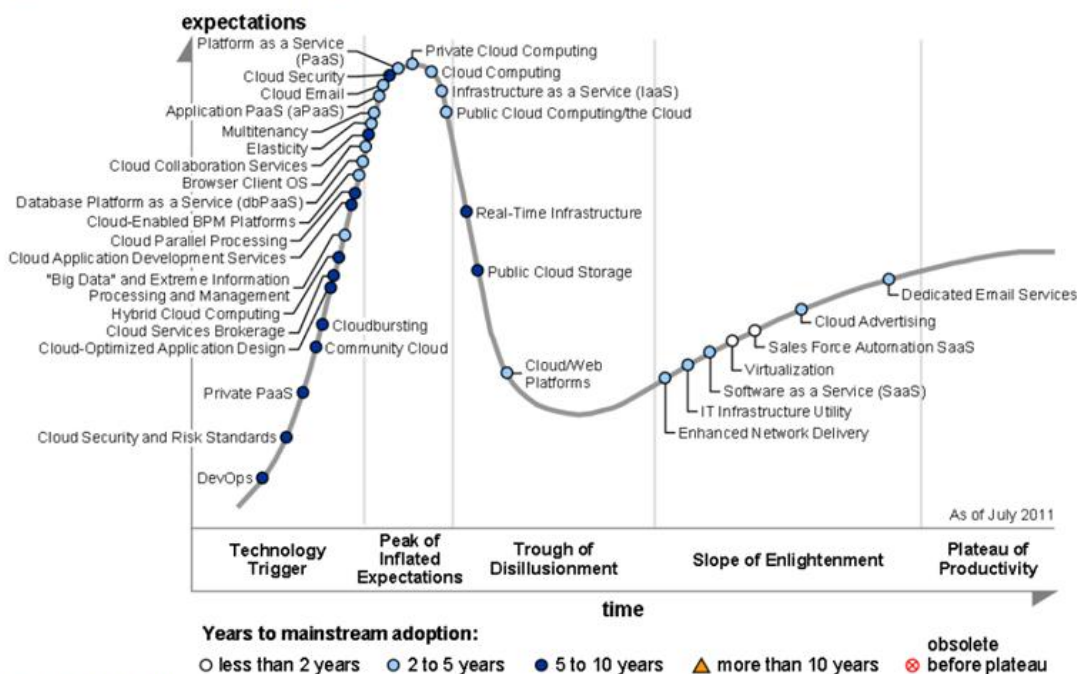 expectations
Platform as a Service
(PaaS)
Cloud Security
Cloud Email
Application PaaS (aPaaS)
Multitenancy
Elasticity
Cloud Collaboration Services
Browser Client OS
Database Platform as a Service (dbPaaS)
Cloud-Enabled BPM Platforms
Cloud Parallel Processing
Cloud Application Development Services
"Big Data" and Extreme Information
Processing and Management
Hybrid Cloud Computing
Cloud Services Brokerage
Cloud-Optimized Application Design
Private PaaS
Cloud Security and Risk Standards
DevOps
Cloudbursting
Community Cloud
Private Cloud Computing
Cloud Computing
Infrastructure as a Service (IaaS)
Public Cloud Computing/the Cloud
Real-Time Infrastructure
Public Cloud Storage
Cloud/Web
Platforms
Dedicated Email Services
Cloud Advertising
Sales Force Automation SaaS
Virtualization
Software as a Service (SaaS)
IT Infrastructure Utility
Enhanced Network Delivery
As of July 2011
Technology
Trigger
Peak of
Inflated
Expectations
Trough of
Disillusionment
Slope of Enlightenment
Plateau of
Productivity
time
Years to mainstream adoption:
less than 2 years
2 to 5 years
5 to 10 years
more than 10 years
obsolete
before plateau